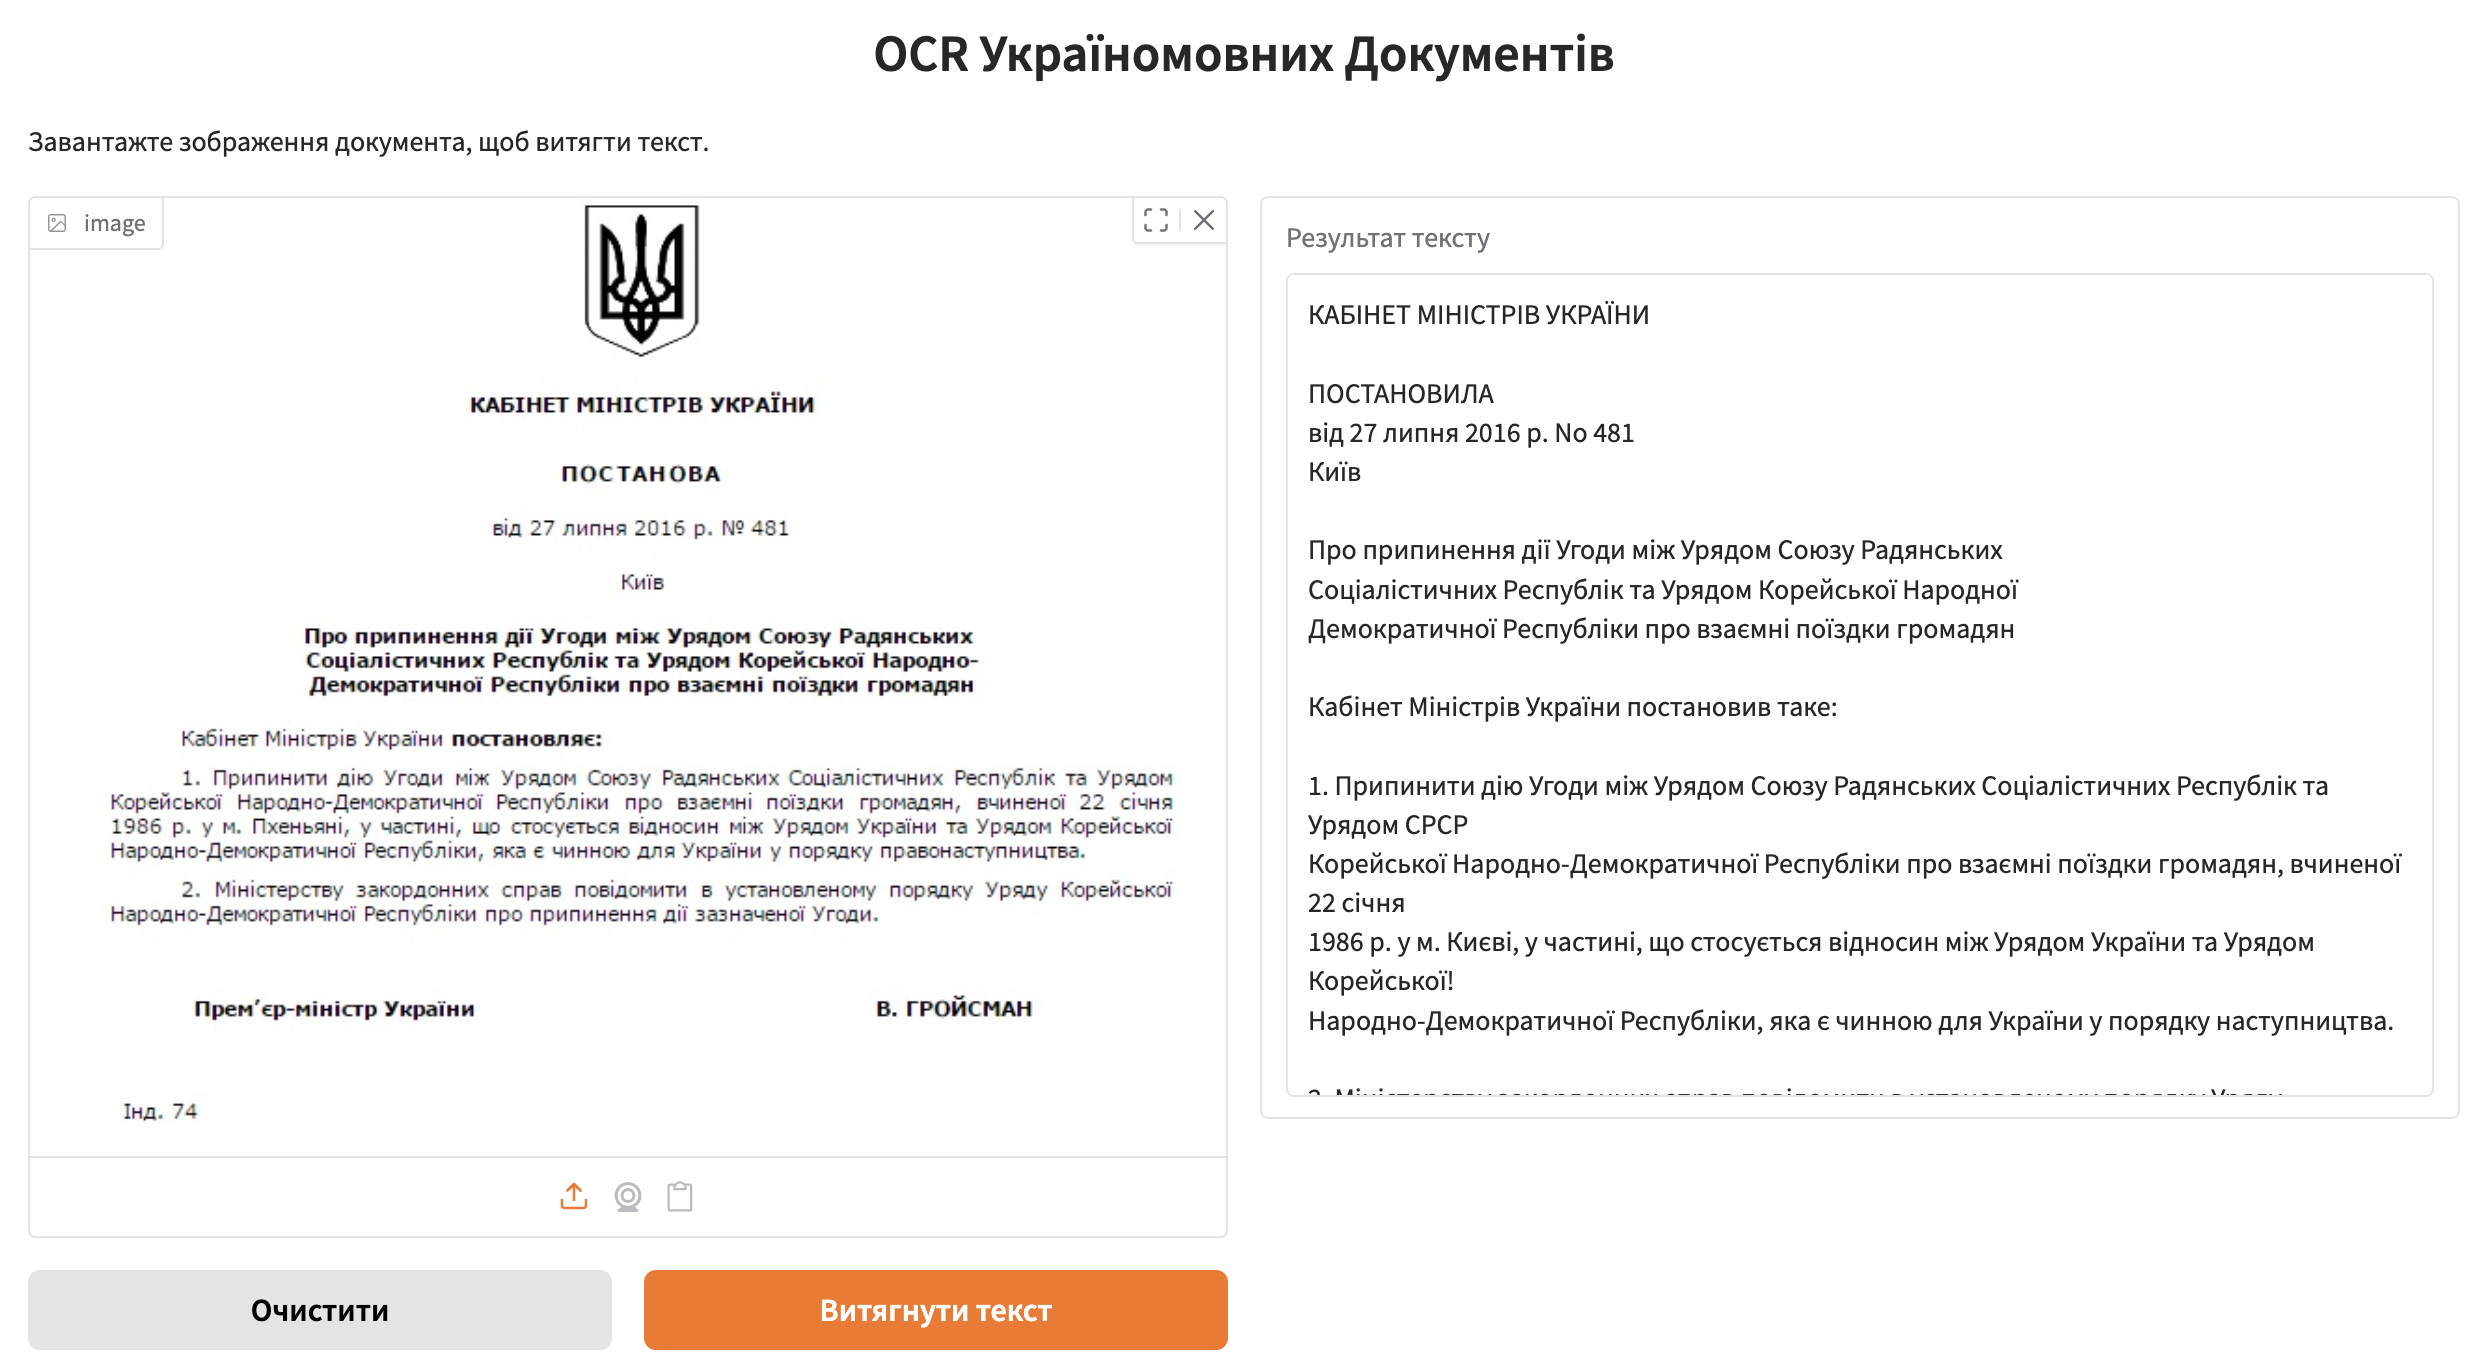 OCR Україномовних Документів
Завантажте зображення документа, щоб витягти текст.
image
КАБІНЕТ МІНІСТРІВ УКРАЇНИ
ПОСТАНОВА
від 27 липня 2016 р. № 481
Київ
Про припинення дії Угоди між Урядом Союзу Радянських
Соціалістичних Республік та Урядом Корейської Народно-
Демократичної Республіки про взаємні поїздки громадян
Кабінет Міністрів України постановляє:
1. Припинити дію Угоди між Урядом Союзу Радянських Соціалістичних Республік та Урядом
Корейської Народно-Демократичної Республіки про взаємні поїздки громадян, вчиненої 22 січня
1986 р. у м. Пхеньяні, у частині, що стосується відносин між Урядом України та Урядом Корейської
Народно-Демократичної Республіки, яка є чинною для України у порядку правонаступництва.
2. Міністерству закордонних справ повідомити в установленому порядку Уряду Корейської
Народно-Демократичної Республіки про припинення дії зазначеної Угоди.
Прем’єр-міністр України В. ГРОЙСМАН
Інд. 74
Очистити
Витягнути текст
Результат тексту
КАБІНЕТ МІНІСТРІВ УКРАЇНИ
ПОСТАНОВИЛА
від 27 липня 2016 р. No 481
Київ
Про припинення дії Угоди між Урядом Союзу Радянських
Соціалістичних Республік та Урядом Корейської Народної
Демократичної Республіки про взаємні поїздки громадян
Кабінет Міністрів України постановив таке:
1. Припинити дію Угоди між Урядом Союзу Радянських Соціалістичних Республік та
Урядом СРСР
Корейської Народно-Демократичної Республіки про взаємні поїздки громадян, вчиненої
22 січня
1986 р. у м. Києві, у частині, що стосується відносин між Урядом України та Урядом
Корейської!
Народно-Демократичної Республіки, яка є чинною для України у порядку наступництва.